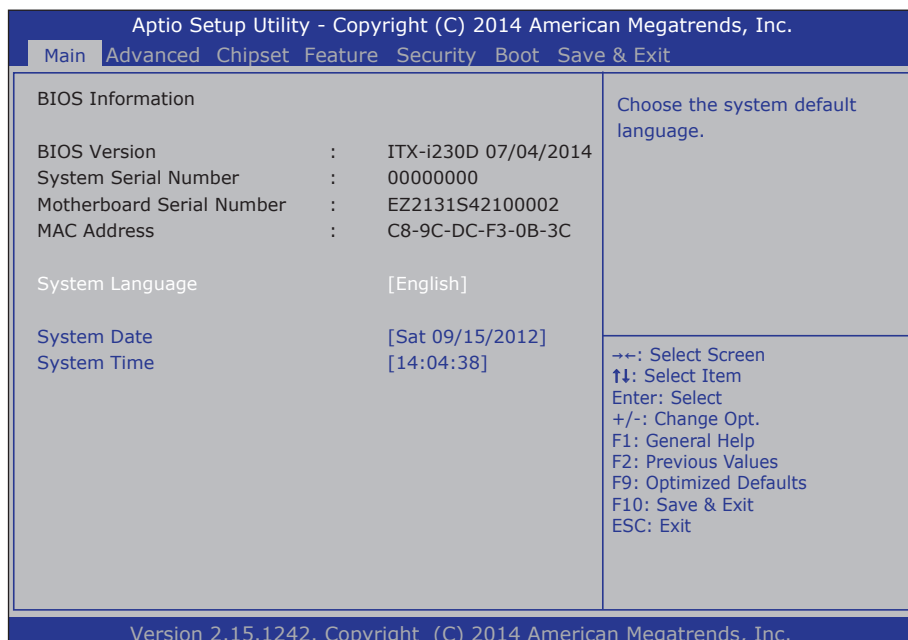 Aptio Setup Utility - Copyright (C) 2014 American Megatrends, Inc.
Main Advanced Chipset Feature Security Boot Save & Exit
BIOS Information
BIOS Version : ITX-i230D 07/04/2014
System Serial Number : 00000000
Motherboard Serial Number : EZ2131S42100002
MAC Address : C8-9C-DC-F3-0B-3C
System Language [English]
System Date [Sat 09/15/2012]
System Time [14:04:38]
Choose the system default
language.
→←: Select Screen
↑↓: Select Item
Enter: Select
+/-: Change Opt.
F1: General Help
F2: Previous Values
F9: Optimized Defaults
F10: Save & Exit
ESC: Exit
Version 2.15.1242. Copyright (C) 2014 American Megatrends, Inc.